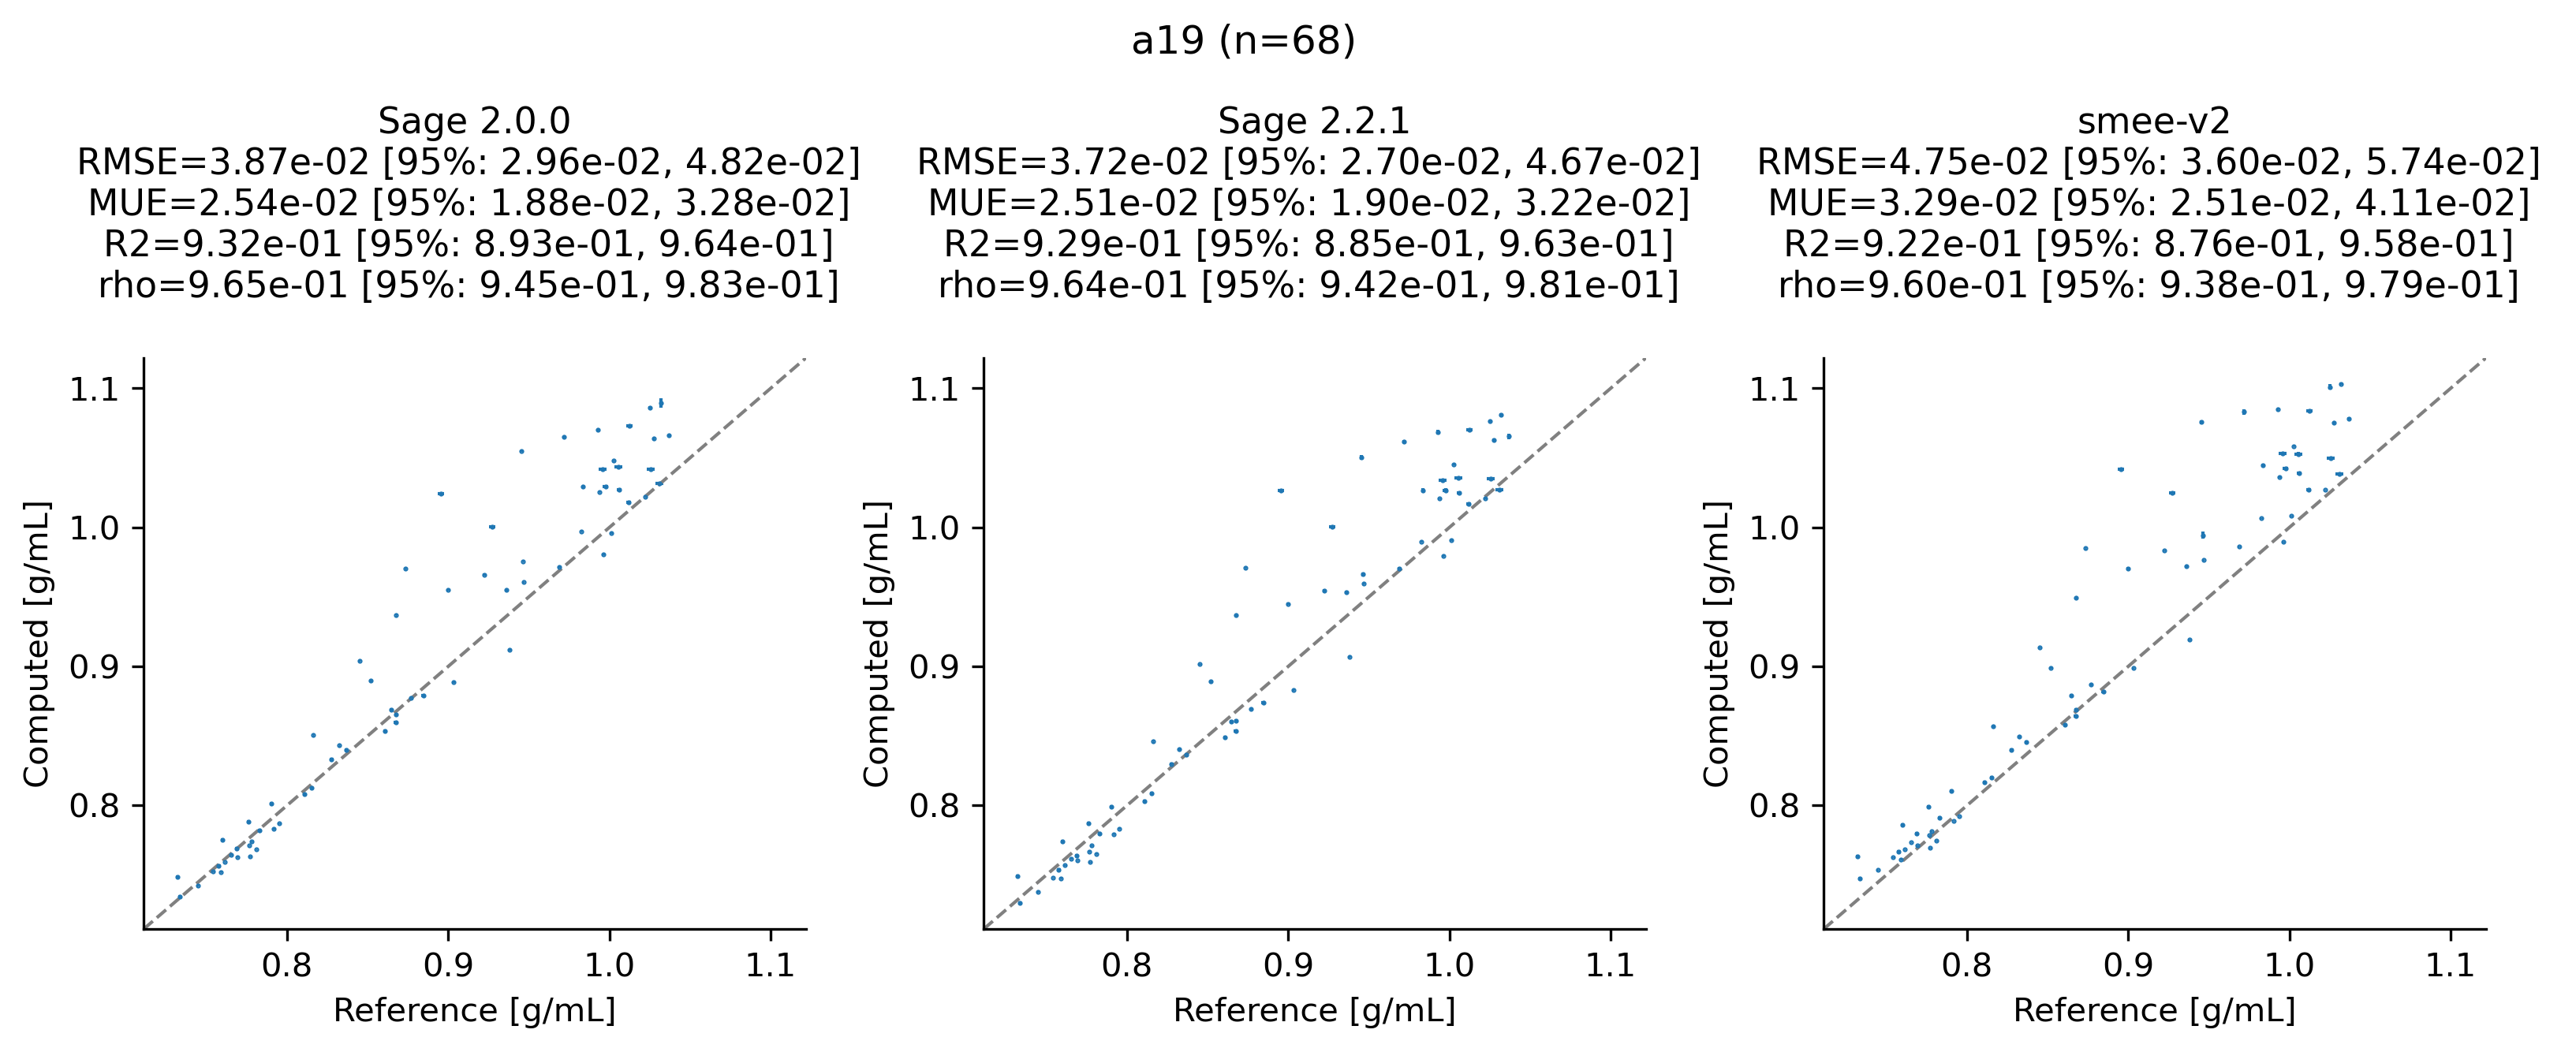 a19 (n=68)
Sage 2.0.0
RMSE=3.87e-02 [95%: 2.96e-02, 4.82e-02]
MUE=2.54e-02 [95%: 1.88e-02, 3.28e-02]
R2=9.32e-01 [95%: 8.93e-01, 9.64e-01]
rho=9.65e-01 [95%: 9.45e-01, 9.83e-01]
1.1
1.0
0.9
0.8
Computed [g/mL]
0.8 0.9 1.0 1.1
Reference [g/mL]
Sage 2.2.1
RMSE=3.72e-02 [95%: 2.70e-02, 4.67e-02]
MUE=2.51e-02 [95%: 1.90e-02, 3.22e-02]
R2=9.29e-01 [95%: 8.85e-01, 9.63e-01]
rho=9.64e-01 [95%: 9.42e-01, 9.81e-01]
1.1
1.0
0.9
0.8
Computed [g/mL]
0.8 0.9 1.0 1.1
Reference [g/mL]
smee-v2
RMSE=4.75e-02 [95%: 3.60e-02, 5.74e-02]
MUE=3.29e-02 [95%: 2.51e-02, 4.11e-02]
R2=9.22e-01 [95%: 8.76e-01, 9.58e-01]
rho=9.60e-01 [95%: 9.38e-01, 9.79e-01]
1.1
1.0
0.9
0.8
Computed [g/mL]
0.8 0.9 1.0 1.1
Reference [g/mL]